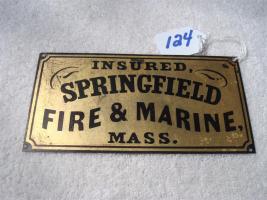 124
INSURED,
SPRINGFIELD
FIRE & MARINE,
MASS.